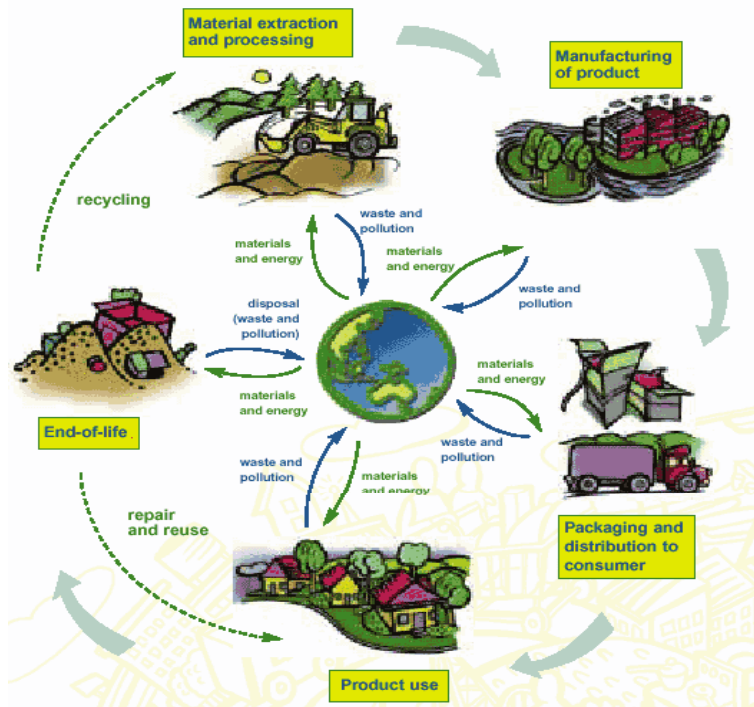 Material extraction
and processing
Manufacturing
of product
recycling
waste and
pollution
materials
and energy
materials
and energy
waste and
pollution
disposal
(waste and
pollution)
materials
and energy
materials
and energy
waste and
pollution
End-of-life
waste and
pollution
materials
and energy
repair
and reuse
Packaging and
distribution to
consumer
Product use